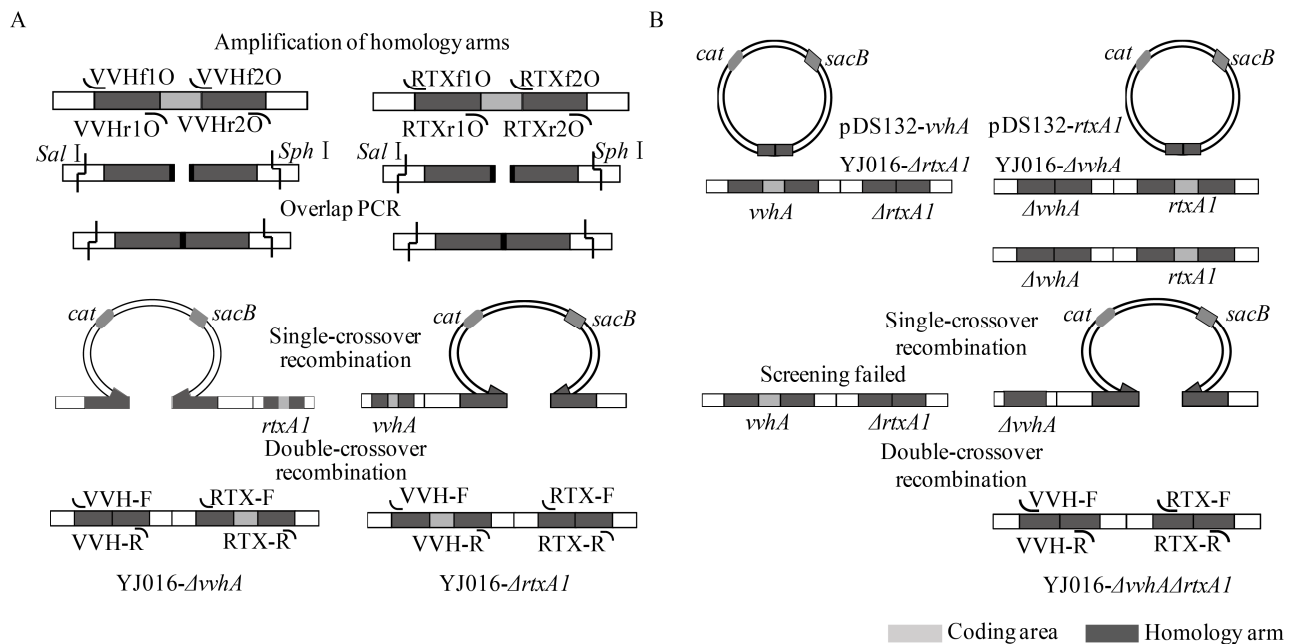 A
Amplification of homology arms
VVHf1O
VVHf2O
VVHr1O
VVHr2O
RTXf1O
RTXf2O
RTXr1O
RTXr2O
Sal I
Sph I
Sal I
Sph I
Overlap PCR
cat
sacB
rtxA1
Single-crossover
recombination
cat
sacB
vvhA
Double-crossover
recombination
VVH-F
RTX-F
VVH-R
RTX-R
YJ016-ΔvvhA
VVH-F
RTX-F
VVH-R
RTX-R
YJ016-ΔrtxA1
B
cat
sacB
pDS132-vvhA
YJ016-ΔrtxA1
vvhA
ΔrtxA1
cat
sacB
pDS132-rtxA1
YJ016-ΔvvhA
ΔvvhA
rtxA1
ΔvvhA
rtxA1
Single-crossover
recombination
cat
sacB
Screening failed
vvhA
ΔrtxA1
ΔvvhA
Double-crossover
recombination
VVH-F
RTX-F
VVH-R
RTX-R
YJ016-ΔvvhAΔrtxA1
Coding area
Homology arm